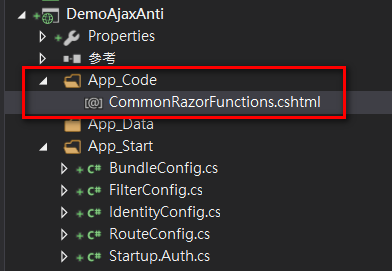 DemoAjaxAnti
Properties
參考
App_Code
[@] CommonRazorFunctions.cshtml
App_Data
App_Start
C# BundleConfig.cs
C# FilterConfig.cs
C# IdentityConfig.cs
C# RouteConfig.cs
C# Startup.Auth.cs